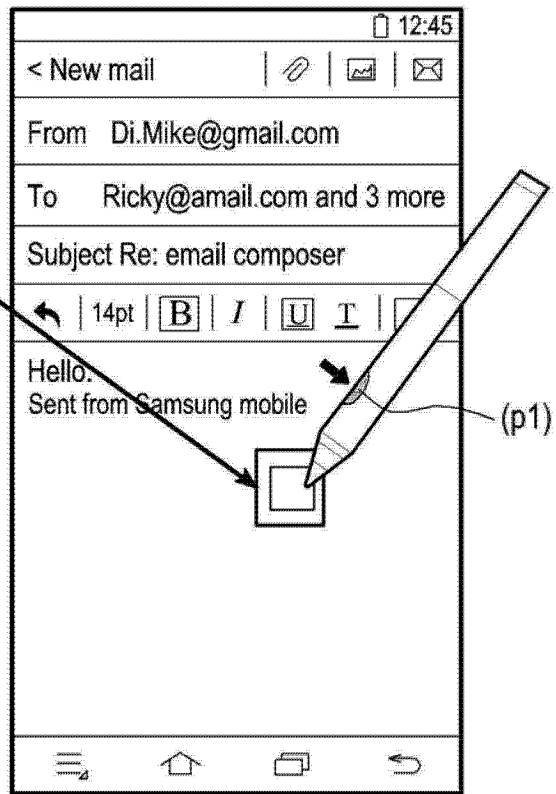 12:45
< New mail
From Di.Mike@gmail.com
To Ricky@amail.com and 3 more
Subject Re: email composer
14pt B I U T
Hello.
Sent from Samsung mobile
(p1)